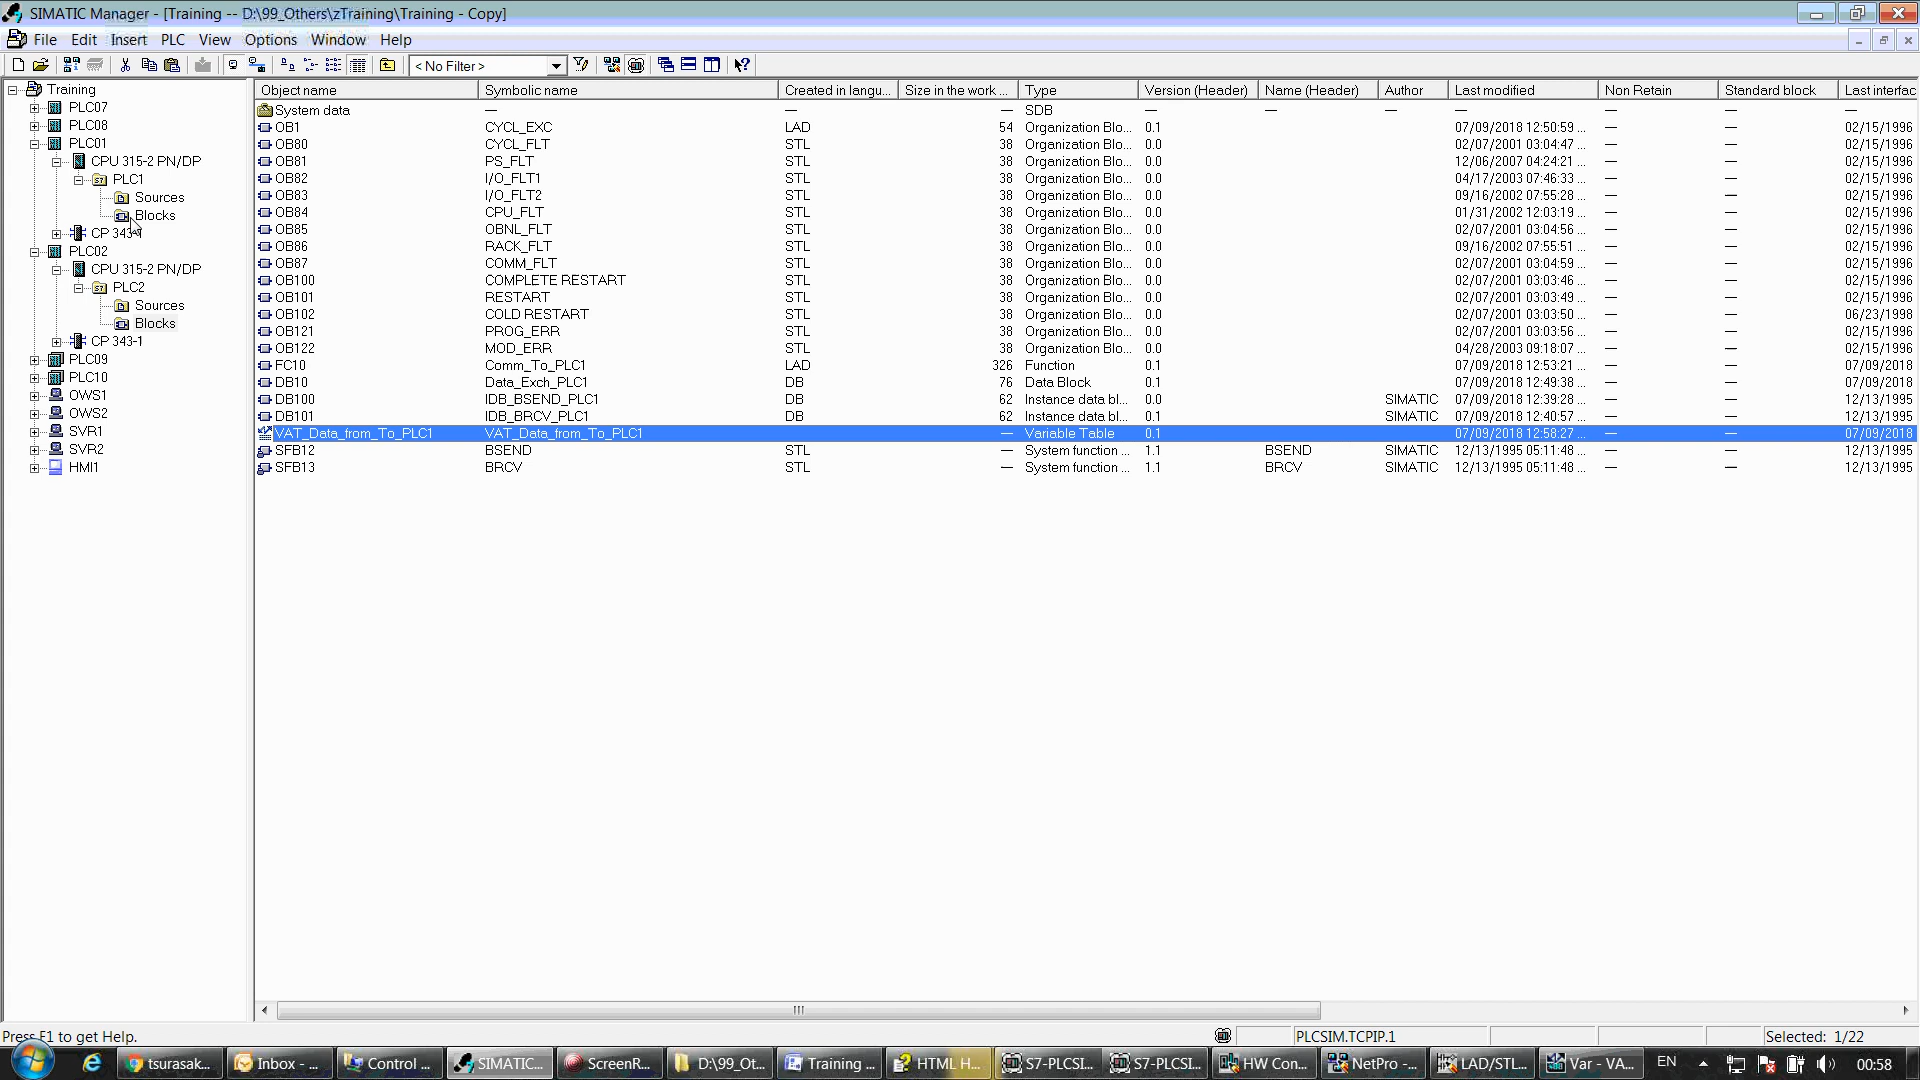 SIMATIC Manager - [Training -- D:\99_Others\zTraining\Training - Copy]
File Edit Insert PLC View Options Window Help
< No Filter >
Training
PLC07
PLC08
PLC01
CPU 315-2 PN/DP
PLC1
Sources
Blocks
CP 343-1
PLC02
CPU 315-2 PN/DP
PLC2
Sources
Blocks
CP 343-1
PLC09
PLC10
OWS1
OWS2
SVR1
SVR2
HMI1
Object name Symbolic name Created in langu... Size in the work ... Type Version (Header) Name (Header) Author Last modified Non Retain Standard block Last interfac
System data — — — SDB — — — — — — —
OB1 CYCL_EXC LAD 54 Organization Blo... 0.1 07/09/2018 12:50:59 ... — — 02/15/1996
OB80 CYCL_FLT STL 38 Organization Blo... 0.0 02/07/2001 03:04:47 ... — — 02/15/1996
OB81 PS_FLT STL 38 Organization Blo... 0.0 12/06/2007 04:24:21 ... — — 02/15/1996
OB82 I/O_FLT1 STL 38 Organization Blo... 0.0 04/17/2003 07:46:33 ... — — 02/15/1996
OB83 I/O_FLT2 STL 38 Organization Blo... 0.0 09/16/2002 07:55:28 ... — — 02/15/1996
OB84 CPU_FLT STL 38 Organization Blo... 0.0 01/31/2002 12:03:19 ... — — 02/15/1996
OB85 OBNL_FLT STL 38 Organization Blo... 0.0 02/07/2001 03:04:56 ... — — 02/15/1996
OB86 RACK_FLT STL 38 Organization Blo... 0.0 09/16/2002 07:55:51 ... — — 02/15/1996
OB87 COMM_FLT STL 38 Organization Blo... 0.0 02/07/2001 03:04:59 ... — — 02/15/1996
OB100 COMPLETE RESTART STL 38 Organization Blo... 0.0 02/07/2001 03:03:46 ... — — 02/15/1996
OB101 RESTART STL 38 Organization Blo... 0.0 02/07/2001 03:03:49 ... — — 02/15/1996
OB102 COLD RESTART STL 38 Organization Blo... 0.0 02/07/2001 03:03:50 ... — — 06/23/1998
OB121 PROG_ERR STL 38 Organization Blo... 0.0 02/07/2001 03:03:56 ... — — 02/15/1996
OB122 MOD_ERR STL 38 Organization Blo... 0.0 04/28/2003 09:18:07 ... — — 02/15/1996
FC10 Comm_To_PLC1 LAD 326 Function 0.1 07/09/2018 12:53:21 ... — — 07/09/2018
DB10 Data_Exch_PLC1 DB 76 Data Block 0.1 07/09/2018 12:49:38 ... — — 07/09/2018
DB100 IDB_BSEND_PLC1 DB 62 Instance data bl... 0.0 SIMATIC 07/09/2018 12:39:28 ... — — 12/13/1995
DB101 IDB_BRCV_PLC1 DB 62 Instance data bl... 0.1 SIMATIC 07/09/2018 12:40:57 ... — — 12/13/1995
VAT_Data_from_To_PLC1 VAT_Data_from_To_PLC1 — Variable Table 0.1 07/09/2018 12:58:27 ... — — 07/09/2018
SFB12 BSEND STL — System function ... 1.1 BSEND SIMATIC 12/13/1995 05:11:48 ... — — 12/13/1995
SFB13 BRCV STL — System function ... 1.1 BRCV SIMATIC 12/13/1995 05:11:48 ... — — 12/13/1995
Press F1 to get Help. PLCSIM.TCPIP.1 Selected: 1/22
tsurasak... Inbox - ... Control ... SIMATIC... ScreenR... D:\99_Ot... Training ... HTML H... S7-PLCSI... S7-PLCSI... HW Con... NetPro -... LAD/STL... Var - VA... EN 00:58